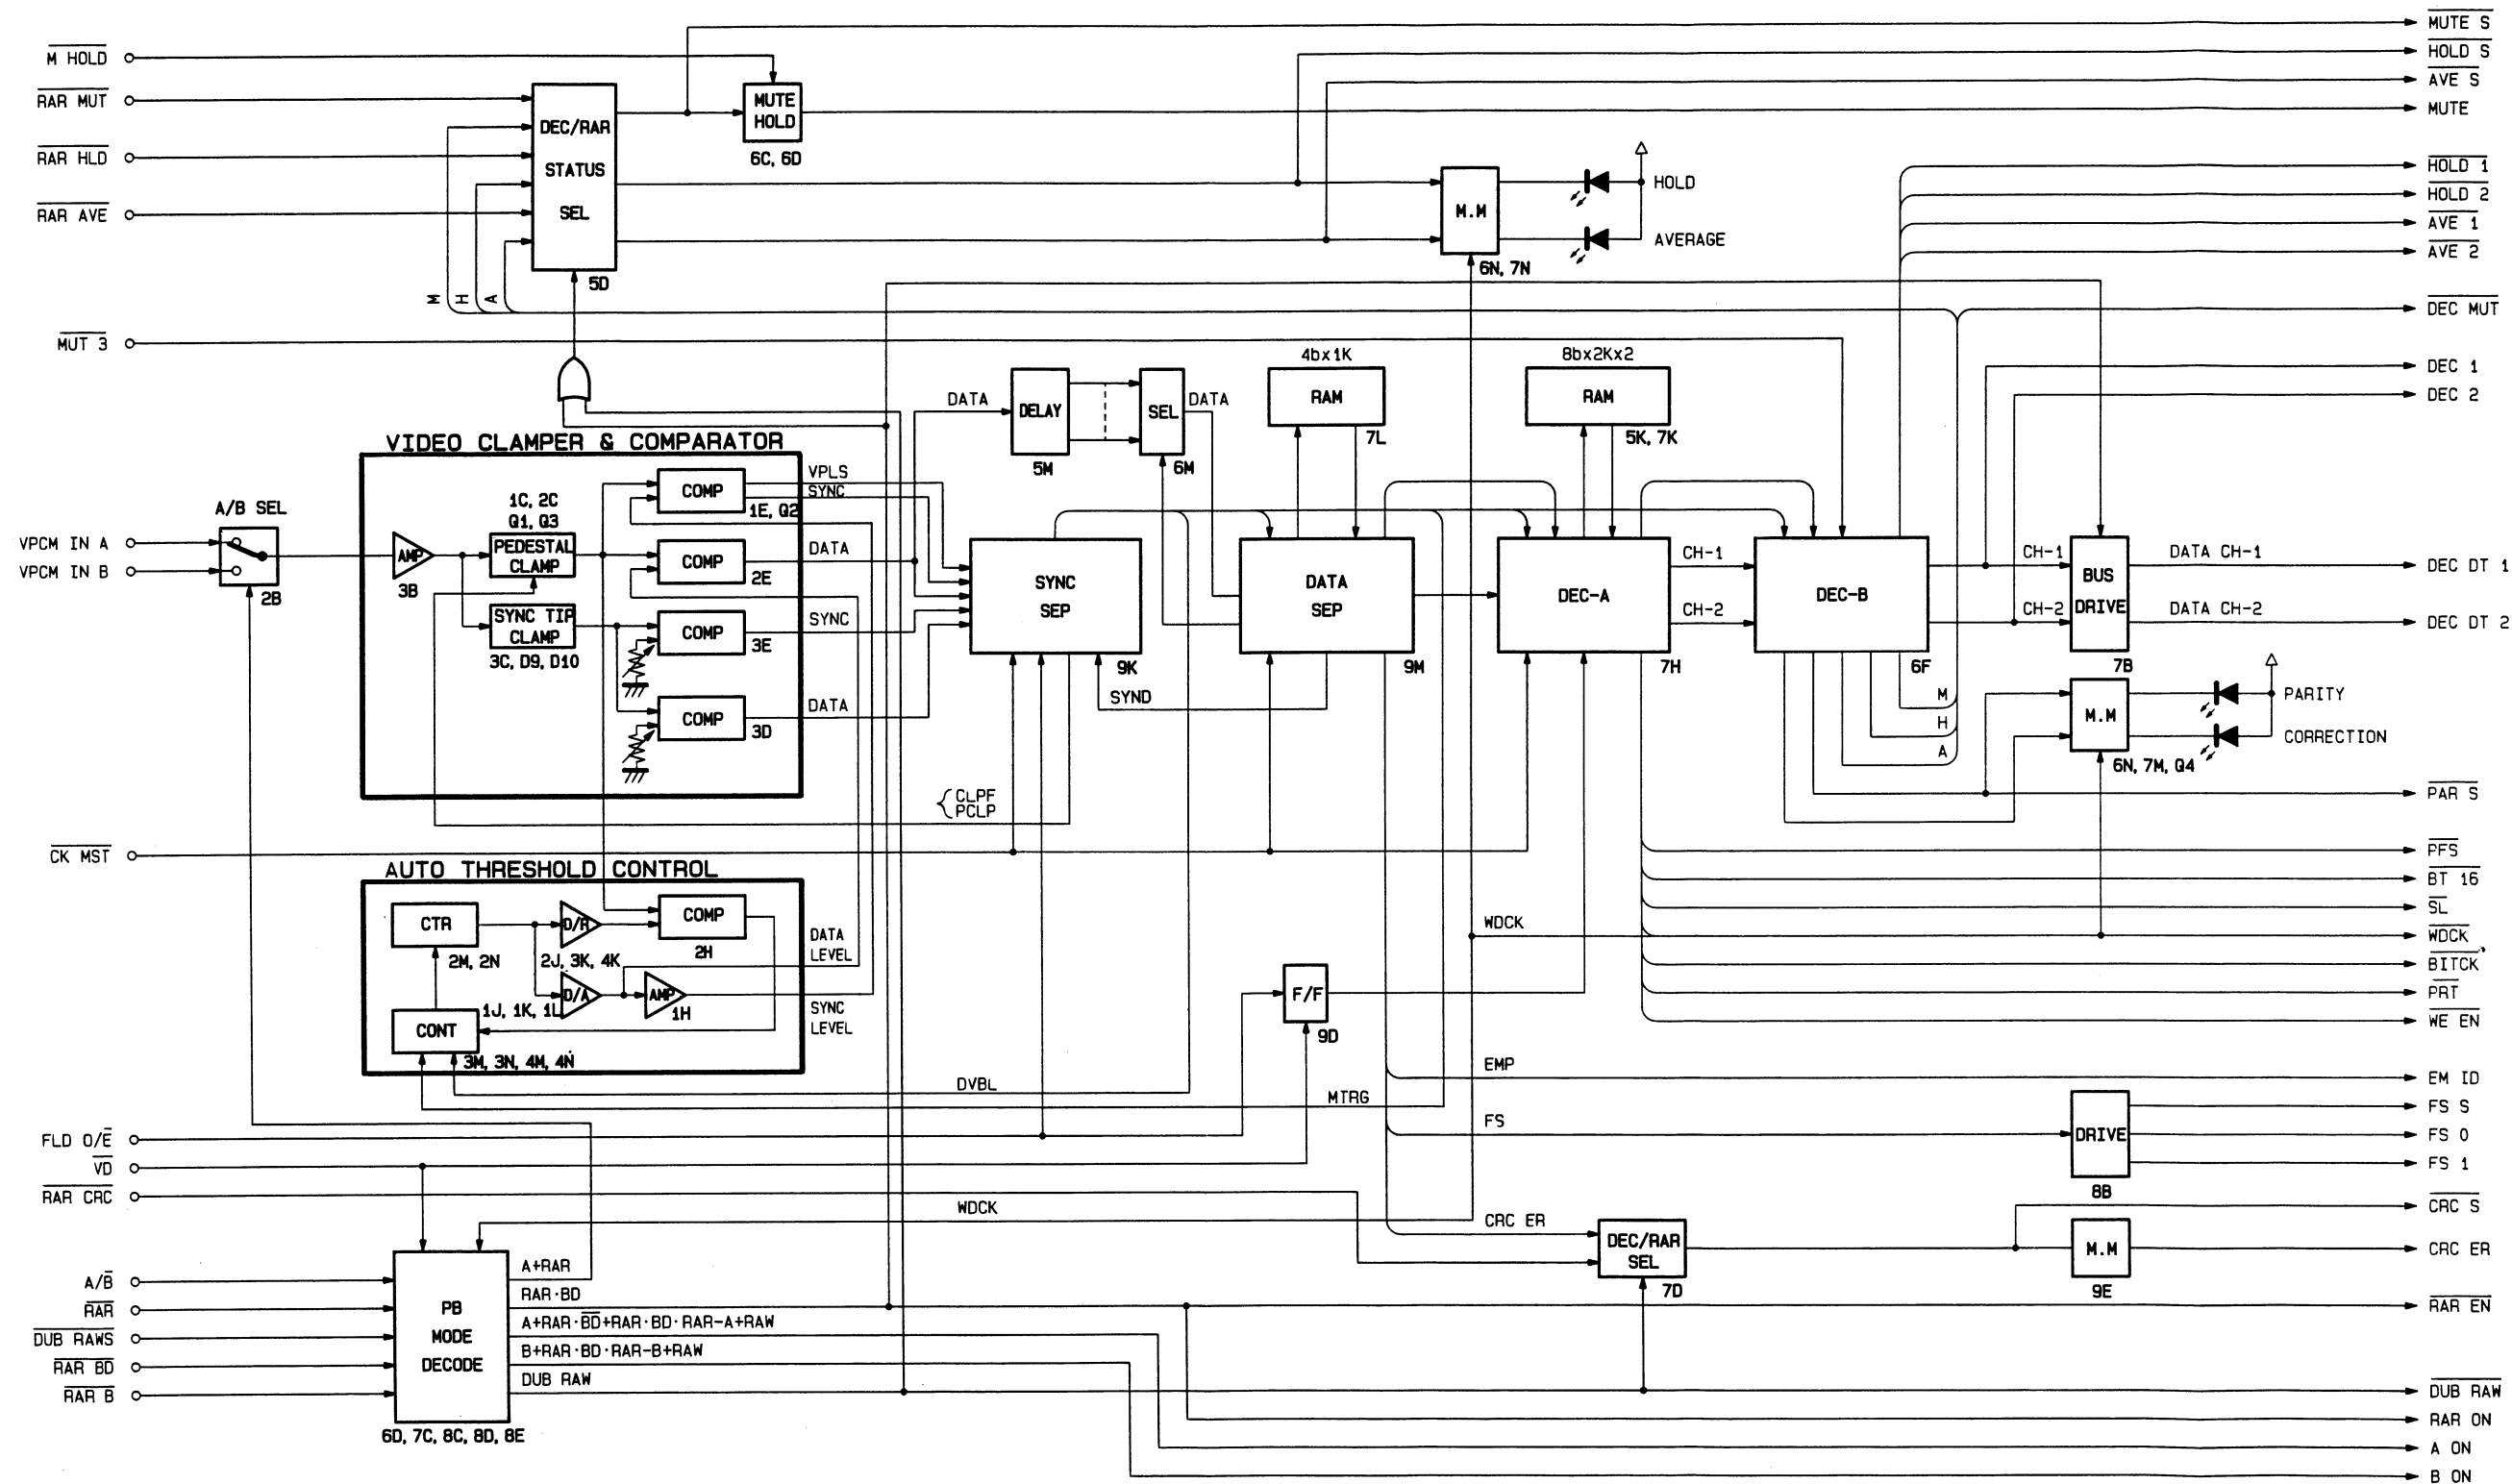 M HOLD
RAR MUT
RAR HLD
RAR AVE
MUT 3
DEC/RAR
STATUS
SEL
5D
M
H
A
MUTE
HOLD
6C, 6D
M.M
6N, 7N
HOLD
AVERAGE
MUTE S
HOLD S
AVE S
MUTE
HOLD 1
HOLD 2
AVE 1
AVE 2
DEC MUT
DEC 1
DEC 2
VIDEO CLAMPER & COMPARATOR
A/B SEL
VPCM IN A
VPCM IN B
2B
AMP
3B
1C, 2C
Q1, Q3
PEDESTAL
CLAMP
SYNC TIP
CLAMP
3C, D9, D10
COMP
1E, Q2
COMP
2E
COMP
3E
COMP
3D
VPLS
SYNC
DATA
SYNC
DATA
DATA
DELAY
5M
SEL
6M
DATA
4bx1K
RAM
7L
8bx2Kx2
RAM
5K, 7K
SYNC
SEP
9K
DATA
SEP
9M
SYND
DEC-A
7H
CH-1
CH-2
DEC-B
6F
CH-1
CH-2
BUS
DRIVE
7B
DATA CH-1
DATA CH-2
DEC DT 1
DEC DT 2
M
H
A
M.M
6N, 7M, Q4
PARITY
CORRECTION
CLPF
PCLP
CK MST
PAR S
PFS
BT 16
SL
WDCK
WDCK
BITCK
PRT
WE EN
AUTO THRESHOLD CONTROL
CTR
2M, 2N
D/A
2J, 3K, 4K
COMP
2H
D/A
1J, 1K, 1L
AMP
1H
CONT
3M, 3N, 4M, 4N
DATA
LEVEL
SYNC
LEVEL
F/F
9D
DVBL
MTRG
EMP
EM ID
FS
DRIVE
8B
FS S
FS 0
FS 1
FLD O/E
VD
RAR CRC
WDCK
CRC ER
DEC/RAR
SEL
7D
M.M
9E
CRC S
CRC ER
A/B
RAR
DUB RAWS
RAR BD
RAR B
PB
MODE
DECODE
6D, 7C, 8C, 8D, 8E
A+RAR
RAR·BD
A+RAR·BD+RAR·BD·RAR-A+RAW
B+RAR·BD·RAR-B+RAW
DUB RAW
RAR EN
DUB RAW
RAR ON
A ON
B ON